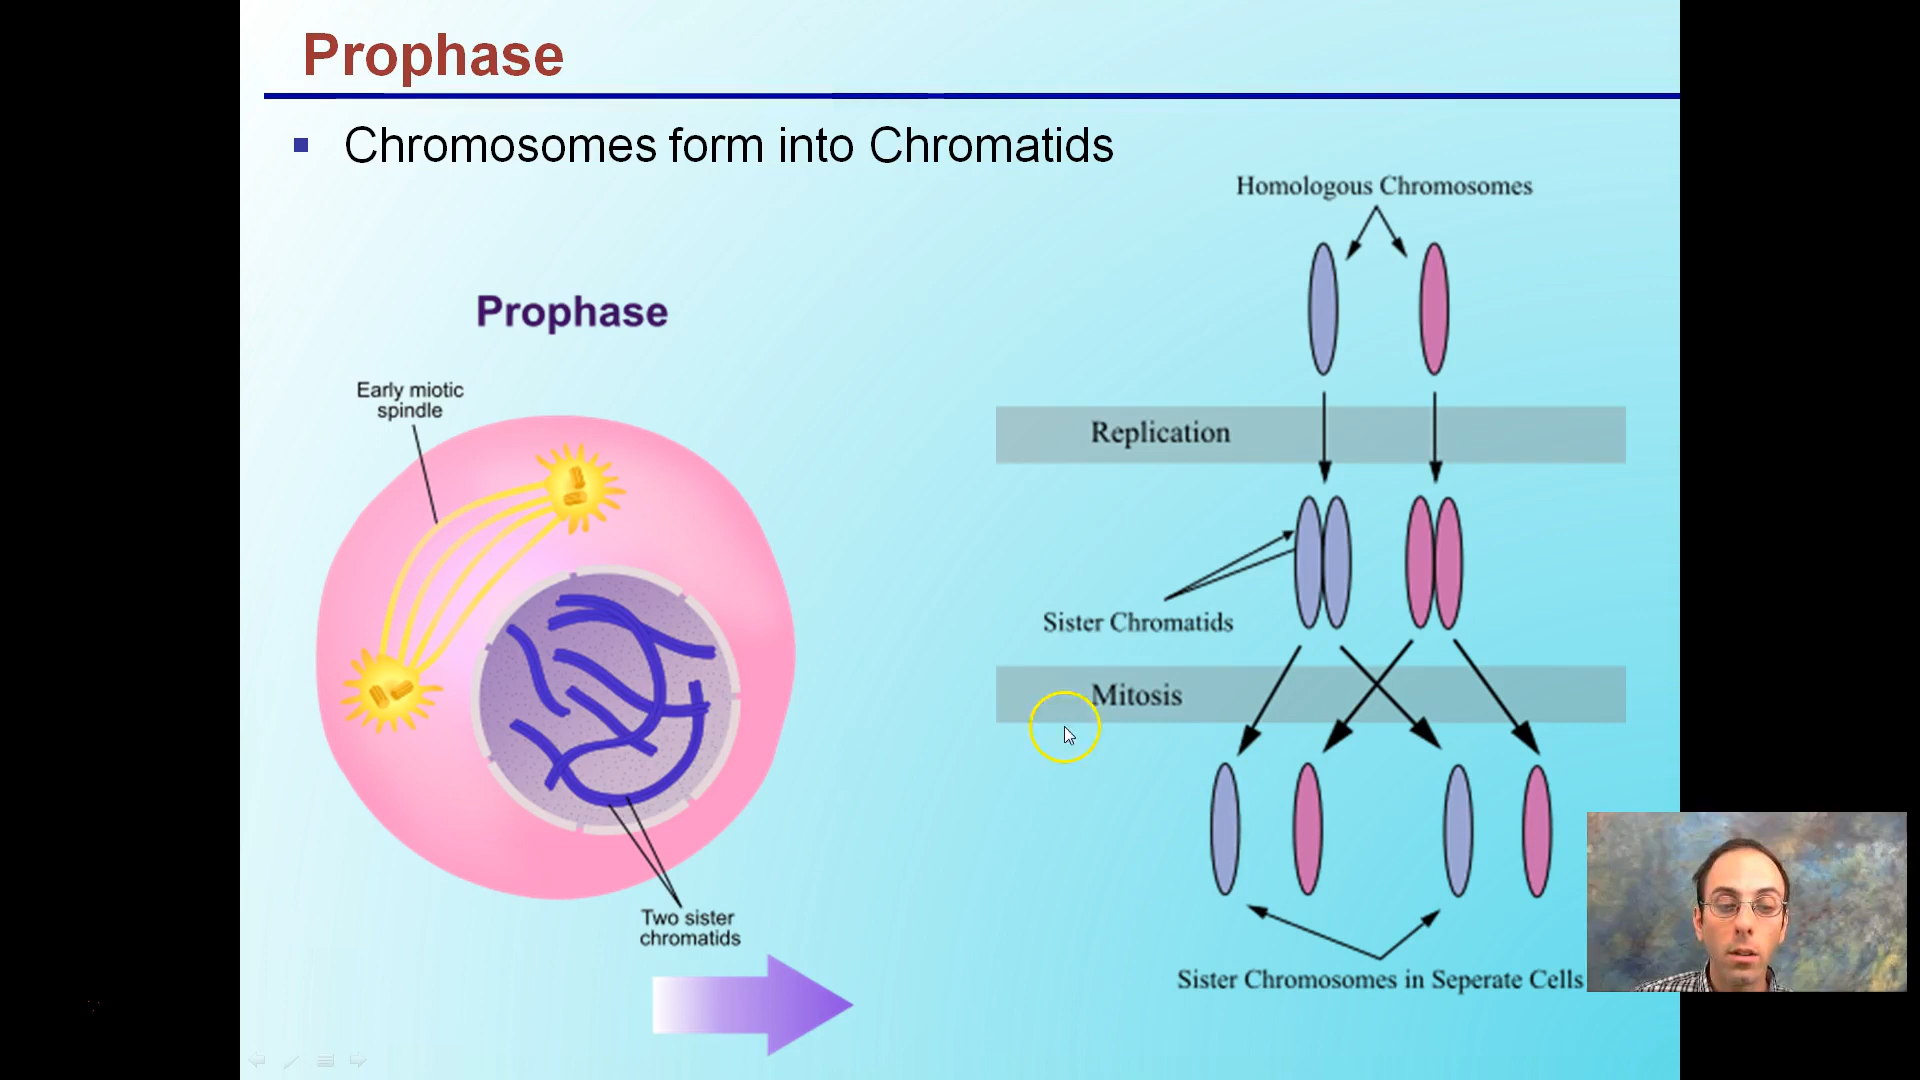 Prophase
Chromosomes form into Chromatids
Prophase
Early miotic
spindle
Two sister
chromatids
Homologous Chromosomes
Replication
Sister Chromatids
Mitosis
Sister Chromosomes in Seperate Cells